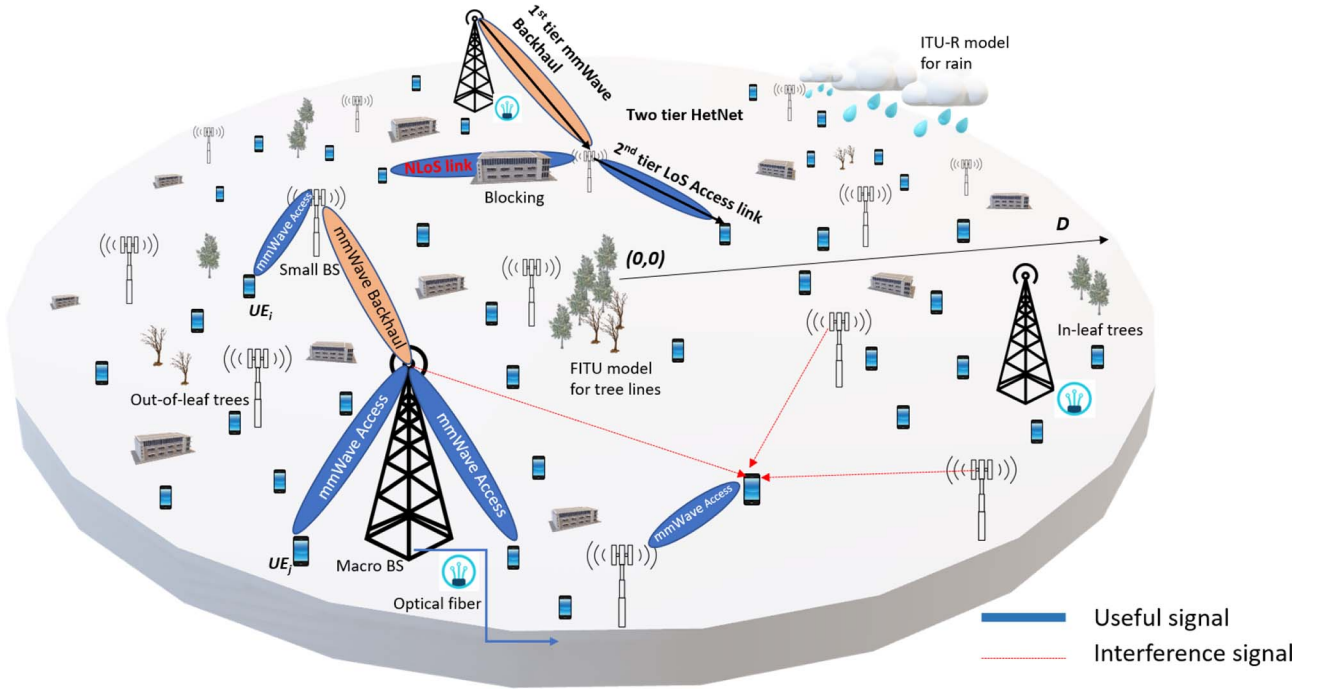 1st tier mmWave
Backhaul
ITU-R model
for rain
Two tier HetNet
NLoS link
Blocking
2nd tier LoS Access link
mmWave Access
Small BS
UEi
mmWave Backhaul
(0,0)
D
In-leaf trees
FITU model
for tree lines
Out-of-leaf trees
mmWave Access
mmWave Access
mmWave Access
UEj
Macro BS
Optical fiber
Useful signal
Interference signal